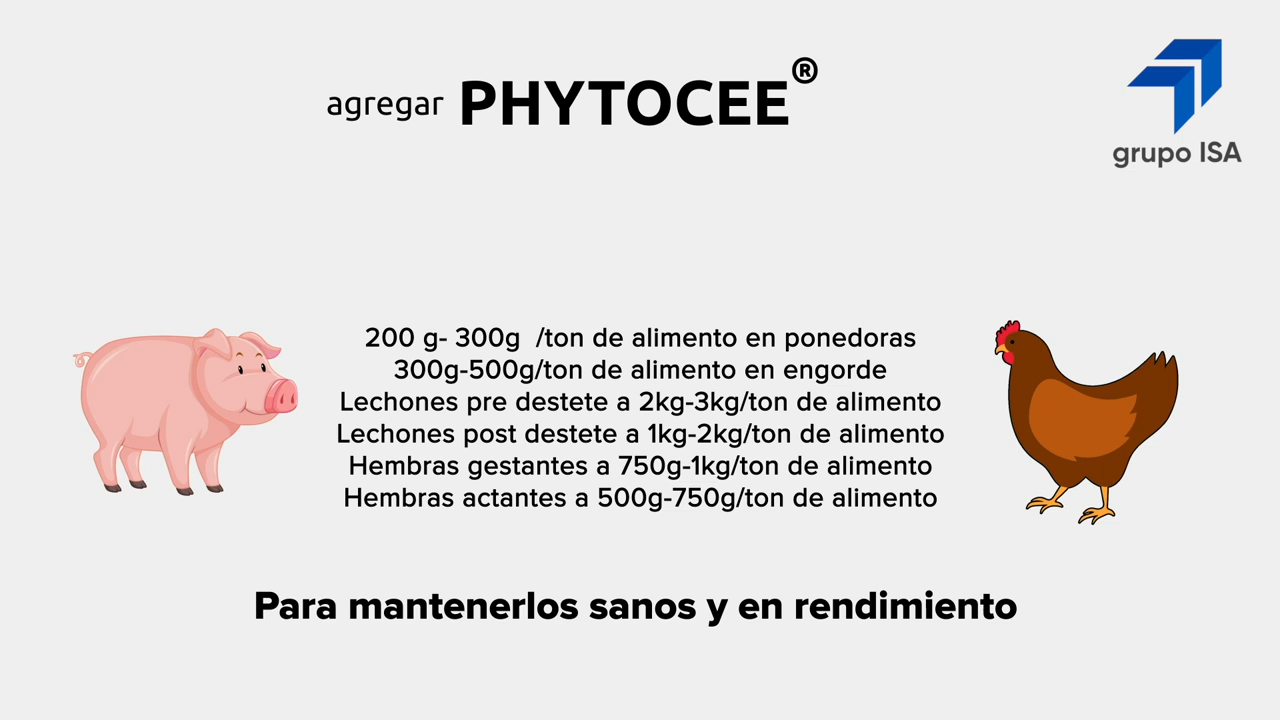 agregar PHYTOCEE®
grupo ISA
200 g- 300g  /ton de alimento en ponedoras
300g-500g/ton de alimento en engorde
Lechones pre destete a 2kg-3kg/ton de alimento
Lechones post destete a 1kg-2kg/ton de alimento
Hembras gestantes a 750g-1kg/ton de alimento
Hembras actantes a 500g-750g/ton de alimento
Para mantenerlos sanos y en rendimiento